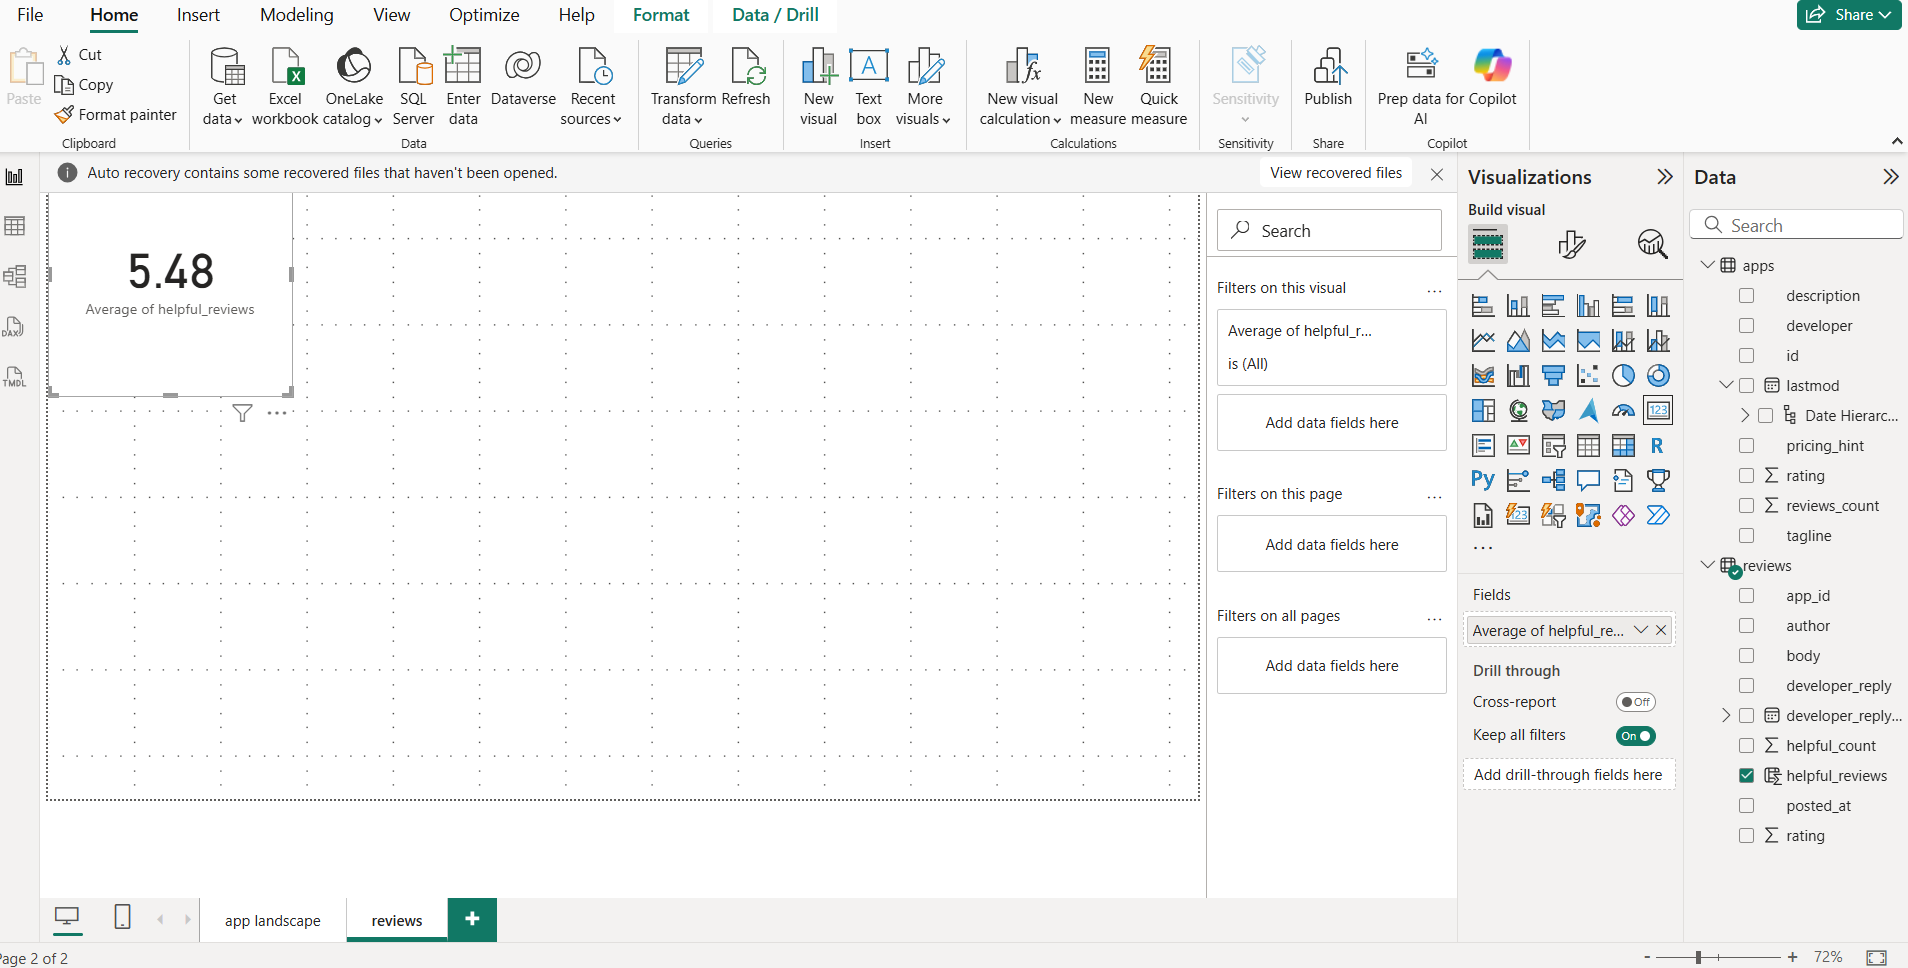 File Home Insert Modeling View Optimize Help Format Data / Drill Share
Paste
Cut
Copy
Format painter
Clipboard
Get data
Excel workbook
OneLake catalog
SQL Server
Enter data
Dataverse
Recent sources
Data
Transform data
Refresh
Queries
New visual
Text box
More visuals
Insert
New visual calculation
New measure
Quick measure
Calculations
Sensitivity
Sensitivity
Publish
Share
Prep data for AI
Copilot
Copilot
Auto recovery contains some recovered files that haven't been opened.
View recovered files
DAX
TMDL
5.48
Average of helpful_reviews
Search
Filters on this visual ...
Average of helpful_r...
is (All)
Add data fields here
Filters on this page ...
Add data fields here
Filters on all pages ...
Add data fields here
Visualizations
Build visual
123
R
Py
123
...
Fields
Average of helpful_re...
Drill through
Cross-report Off
Keep all filters On
Add drill-through fields here
Data
Search
apps
description
developer
id
lastmod
Date Hierarc...
pricing_hint
rating
reviews_count
tagline
reviews
app_id
author
body
developer_reply
developer_reply...
helpful_count
helpful_reviews
posted_at
rating
app landscape
reviews
+
Page 2 of 2
- + 72%